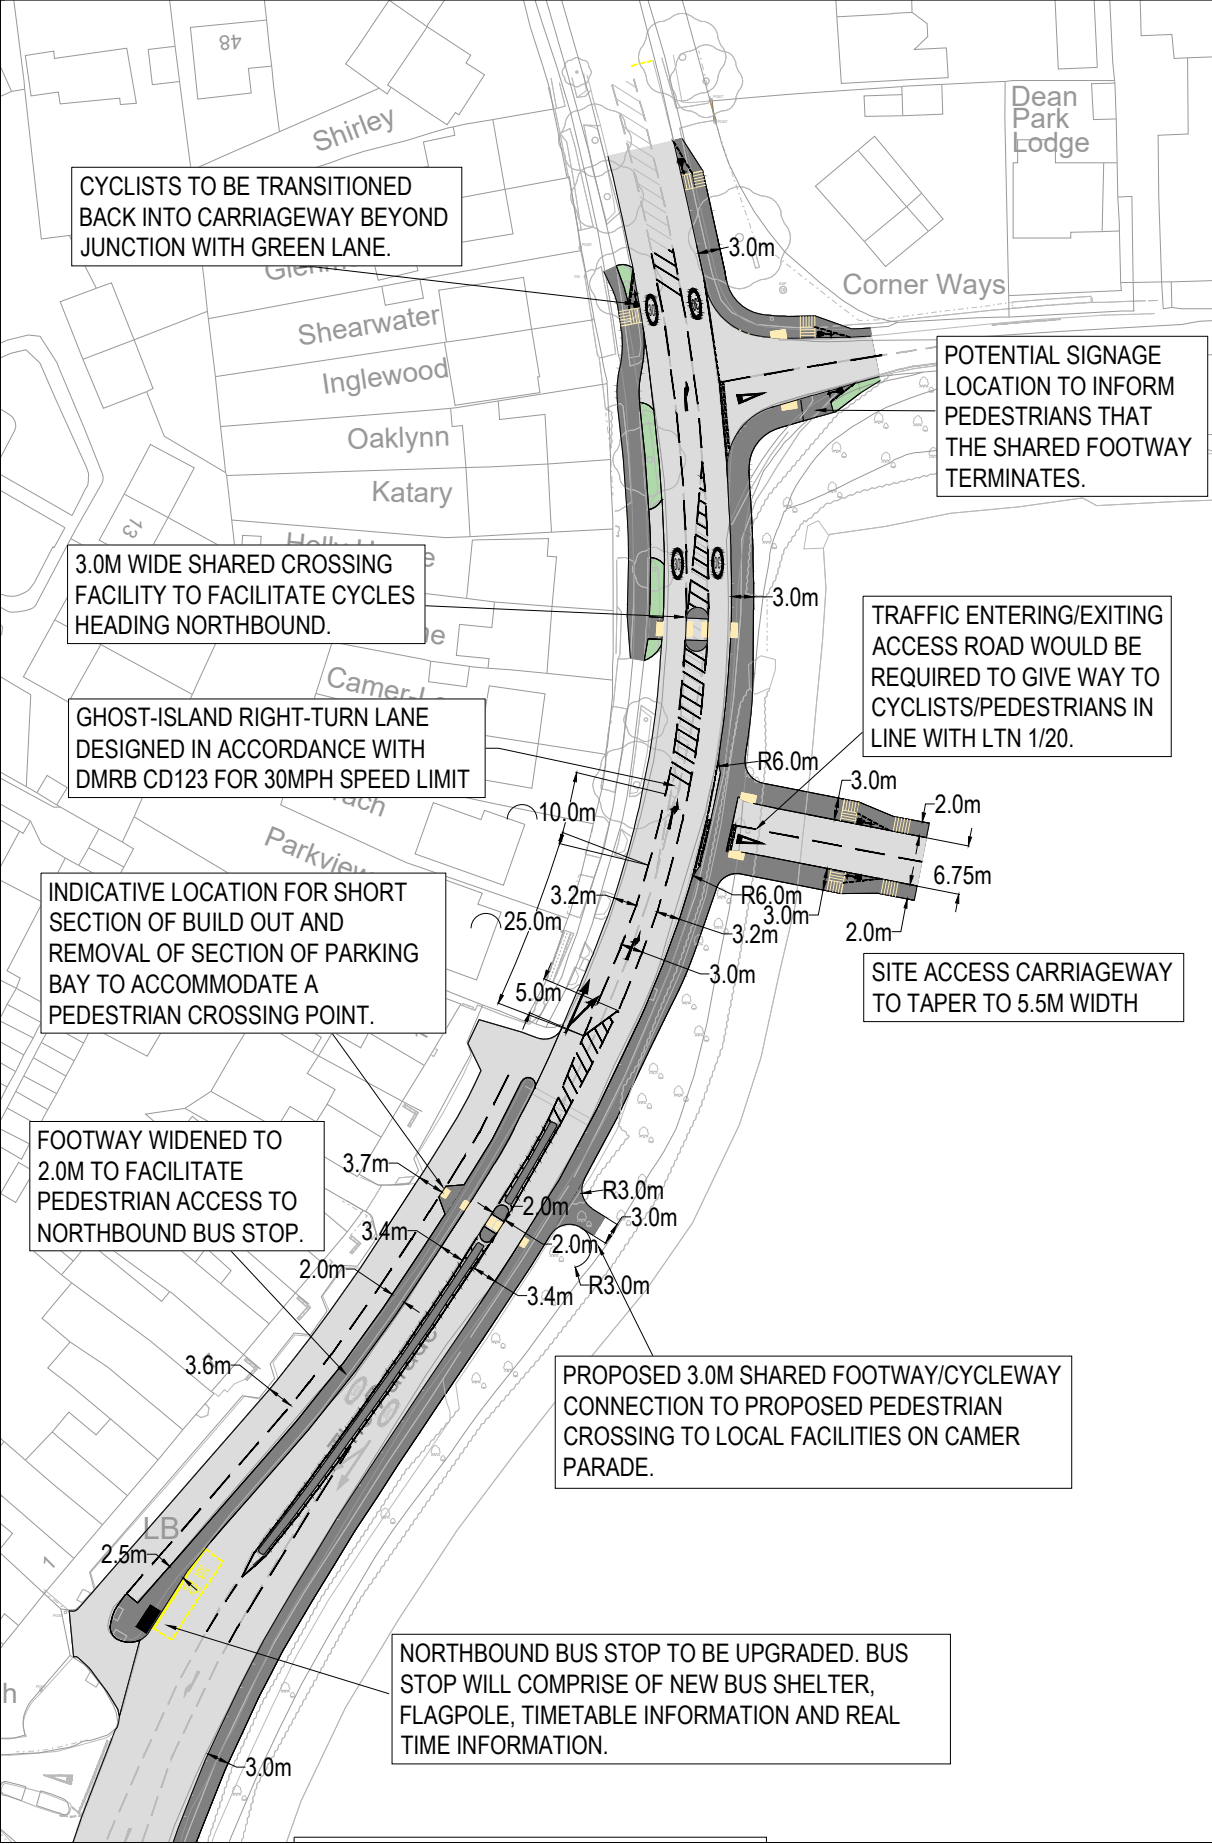 48
Shirley
Dean
Park
Lodge
CYCLISTS TO BE TRANSITIONED
BACK INTO CARRIAGEWAY BEYOND
JUNCTION WITH GREEN LANE.
3.0m
Corner Ways
Shearwater
Inglewood
Oaklynn
Katary
POTENTIAL SIGNAGE
LOCATION TO INFORM
PEDESTRIANS THAT
THE SHARED FOOTWAY
TERMINATES.
13
3.0M WIDE SHARED CROSSING
FACILITY TO FACILITATE CYCLES
HEADING NORTHBOUND.
3.0m
TRAFFIC ENTERING/EXITING
ACCESS ROAD WOULD BE
REQUIRED TO GIVE WAY TO
CYCLISTS/PEDESTRIANS IN
LINE WITH LTN 1/20.
GHOST-ISLAND RIGHT-TURN LANE
DESIGNED IN ACCORDANCE WITH
DMRB CD123 FOR 30MPH SPEED LIMIT
R6.0m
3.0m
2.0m
10.0m
Parkview
6.75m
INDICATIVE LOCATION FOR SHORT
SECTION OF BUILD OUT AND
REMOVAL OF SECTION OF PARKING
BAY TO ACCOMMODATE A
PEDESTRIAN CROSSING POINT.
3.2m
R6.0m
3.0m
25.0m
3.2m
2.0m
3.0m
5.0m
SITE ACCESS CARRIAGEWAY
TO TAPER TO 5.5M WIDTH
FOOTWAY WIDENED TO
2.0M TO FACILITATE
PEDESTRIAN ACCESS TO
NORTHBOUND BUS STOP.
3.7m
R3.0m
2.0m
3.0m
3.4m
2.0m
2.0m
R3.0m
3.4m
3.6m
PROPOSED 3.0M SHARED FOOTWAY/CYCLEWAY
CONNECTION TO PROPOSED PEDESTRIAN
CROSSING TO LOCAL FACILITIES ON CAMER
PARADE.
LB
2.5m
1
NORTHBOUND BUS STOP TO BE UPGRADED. BUS
STOP WILL COMPRISE OF NEW BUS SHELTER,
FLAGPOLE, TIMETABLE INFORMATION AND REAL
TIME INFORMATION.
h
3.0m